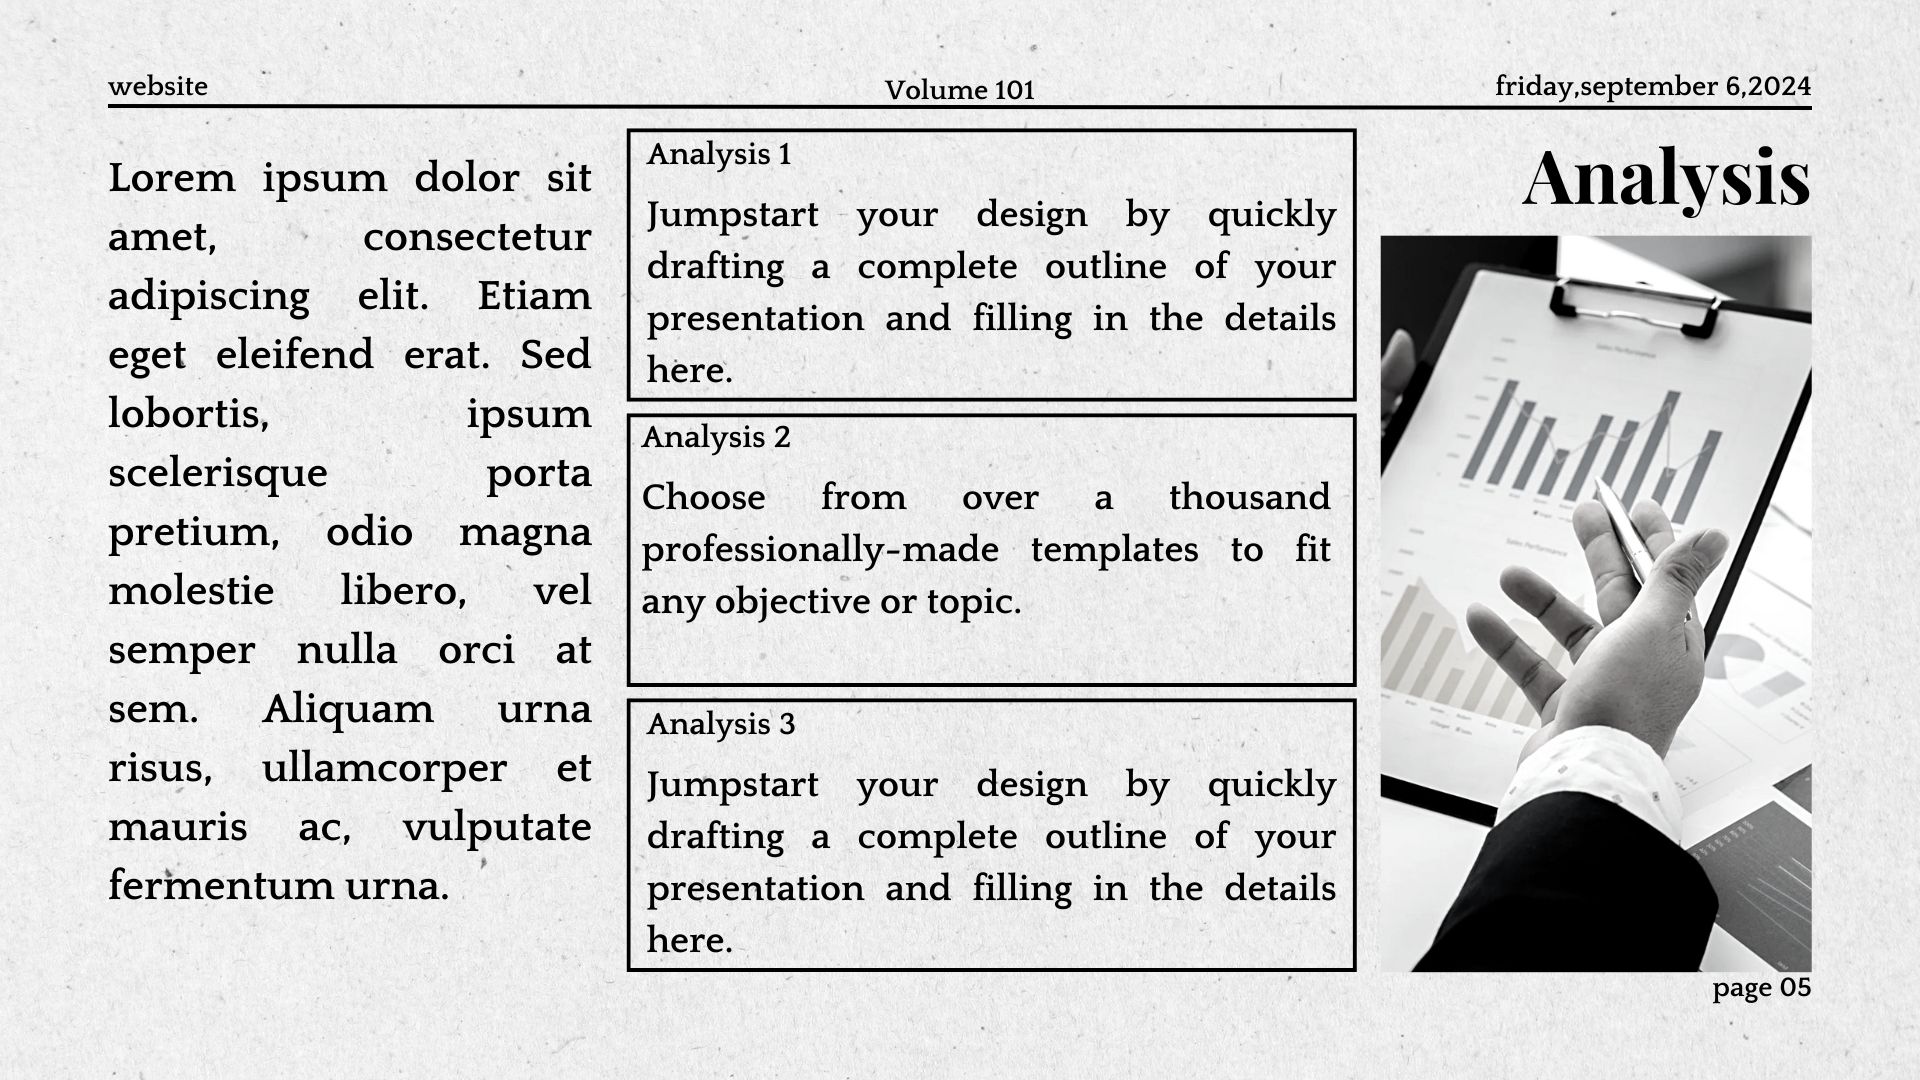 website
Volume 101
friday,september 6,2024
Lorem ipsum dolor sit
amet, consectetur
adipiscing elit. Etiam
eget eleifend erat. Sed
lobortis, ipsum
scelerisque porta
pretium, odio magna
molestie libero, vel
semper nulla orci at
sem. Aliquam urna
risus, ullamcorper et
mauris ac, vulputate
fermentum urna.
Analysis 1
Jumpstart your design by quickly
drafting a complete outline of your
presentation and filling in the details
here.
Analysis 2
Choose from over a thousand
professionally-made templates to fit
any objective or topic.
Analysis 3
Jumpstart your design by quickly
drafting a complete outline of your
presentation and filling in the details
here.
Analysis
Sales Performance
Sales Performance
page 05